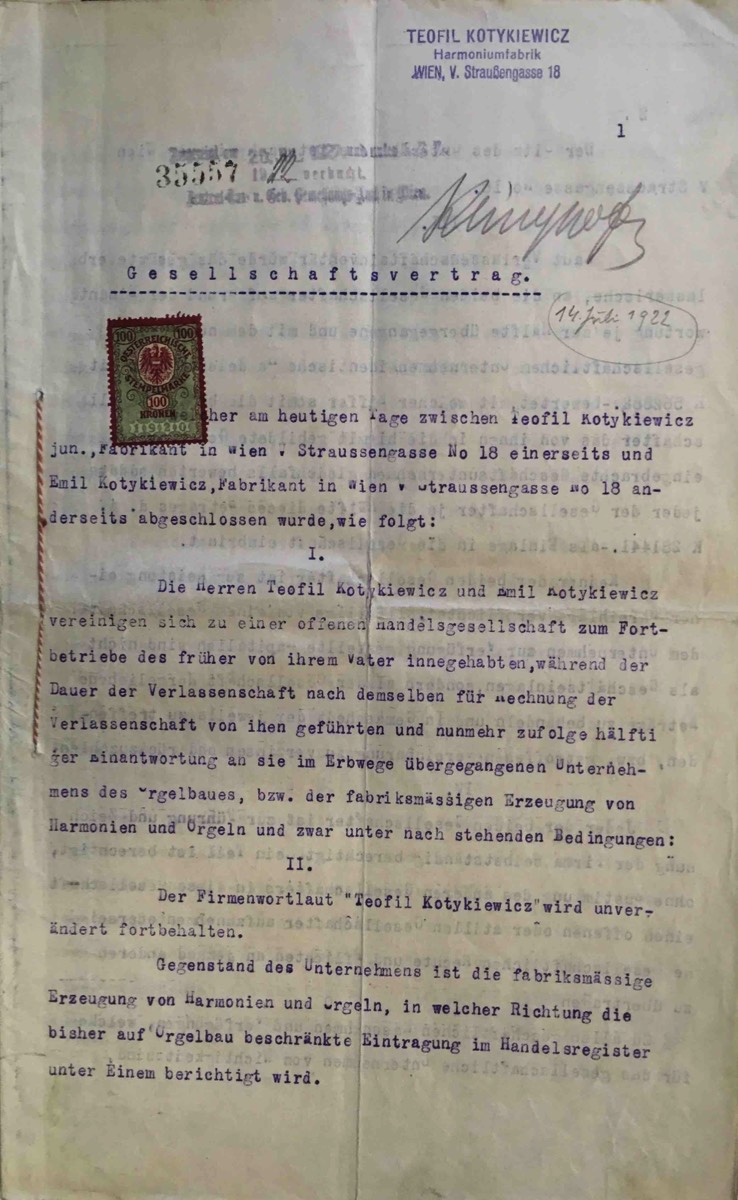 TEOFIL KOTYKIEWICZ
Harmoniumfabrik
WIEN, V. Straußengasse 18
1
35557
22 vermerkt.
Gesellschaftsvertrag.
14. Juli 1922
100 100
ÖSTERREICHISCHE
STEMPELMARKE
100
KRONEN
1910
her am heutigen Tage zwischen Teofil Kotykiewicz
jun., Fabrikant in Wien V Straussengasse No 18 einerseits und
Emil Kotykiewicz,Fabrikant in Wien V Straussengasse No 18 an-
derseits abgeschlossen wurde,wie folgt:
I.
Die Herren Teofil Kotykiewicz und Emil Kotykiewicz
vereinigen sich zu einer offenen Handelsgesellschaft zum Fort-
betriebe des früher von ihrem Vater innegehabten,während der
Dauer der Verlassenschaft nach demselben für Rechnung der
Verlassenschaft von ihen geführten und nunmehr zufolge hälfti
ger Einantwortung an sie im Erbwege übergegangenen Unterneh-
mens des Orgelbaues, bzw. der fabriksmässigen Erzeugung von
Harmonien und Orgeln und zwar unter nach stehenden Bedingungen:
II.
Der Firmenwortlaut "Teofil Kotykiewicz"wird unver-
ändert fortbehalten.
Gegenstand des Unternehmens ist die fabriksmässige
Erzeugung von Harmonien und Orgeln, in welcher Richtung die
bisher auf Orgelbau beschränkte Eintragung im Handelsregister
unter Einem berichtigt wird.